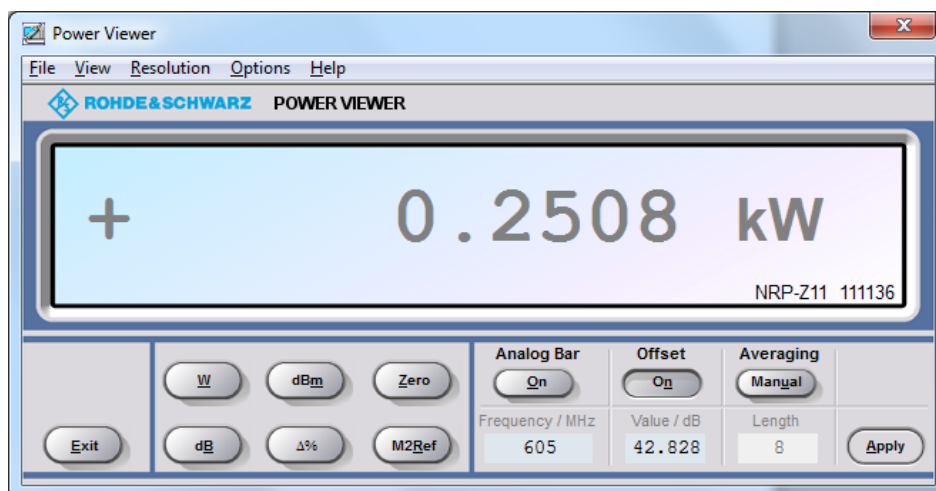 Power Viewer
File View Resolution Options Help
ROHDE&SCHWARZ POWER VIEWER
+ 0.2508 kW
NRP-Z11 111136
Analog Bar Offset Averaging
W dBm Zero On On Manual
Frequency / MHz Value / dB Length
Exit dB Δ% M2Ref 605 42.828 8 Apply